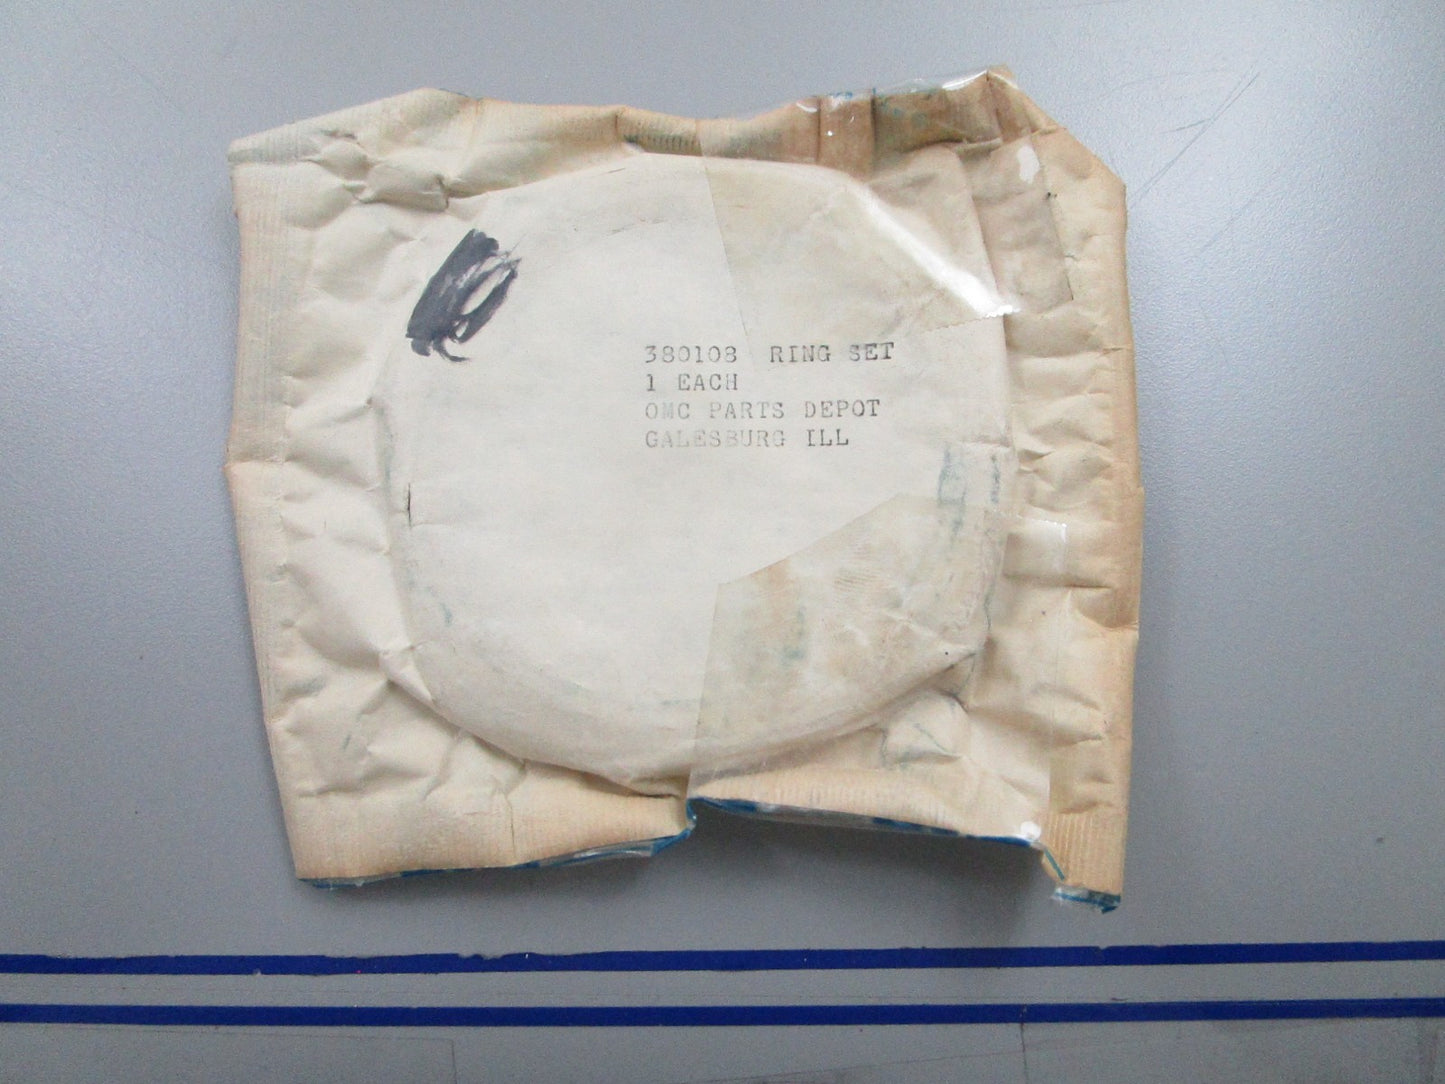 380108 RING SET
1 EACH
OMC PARTS DEPOT
GALESBURG ILL